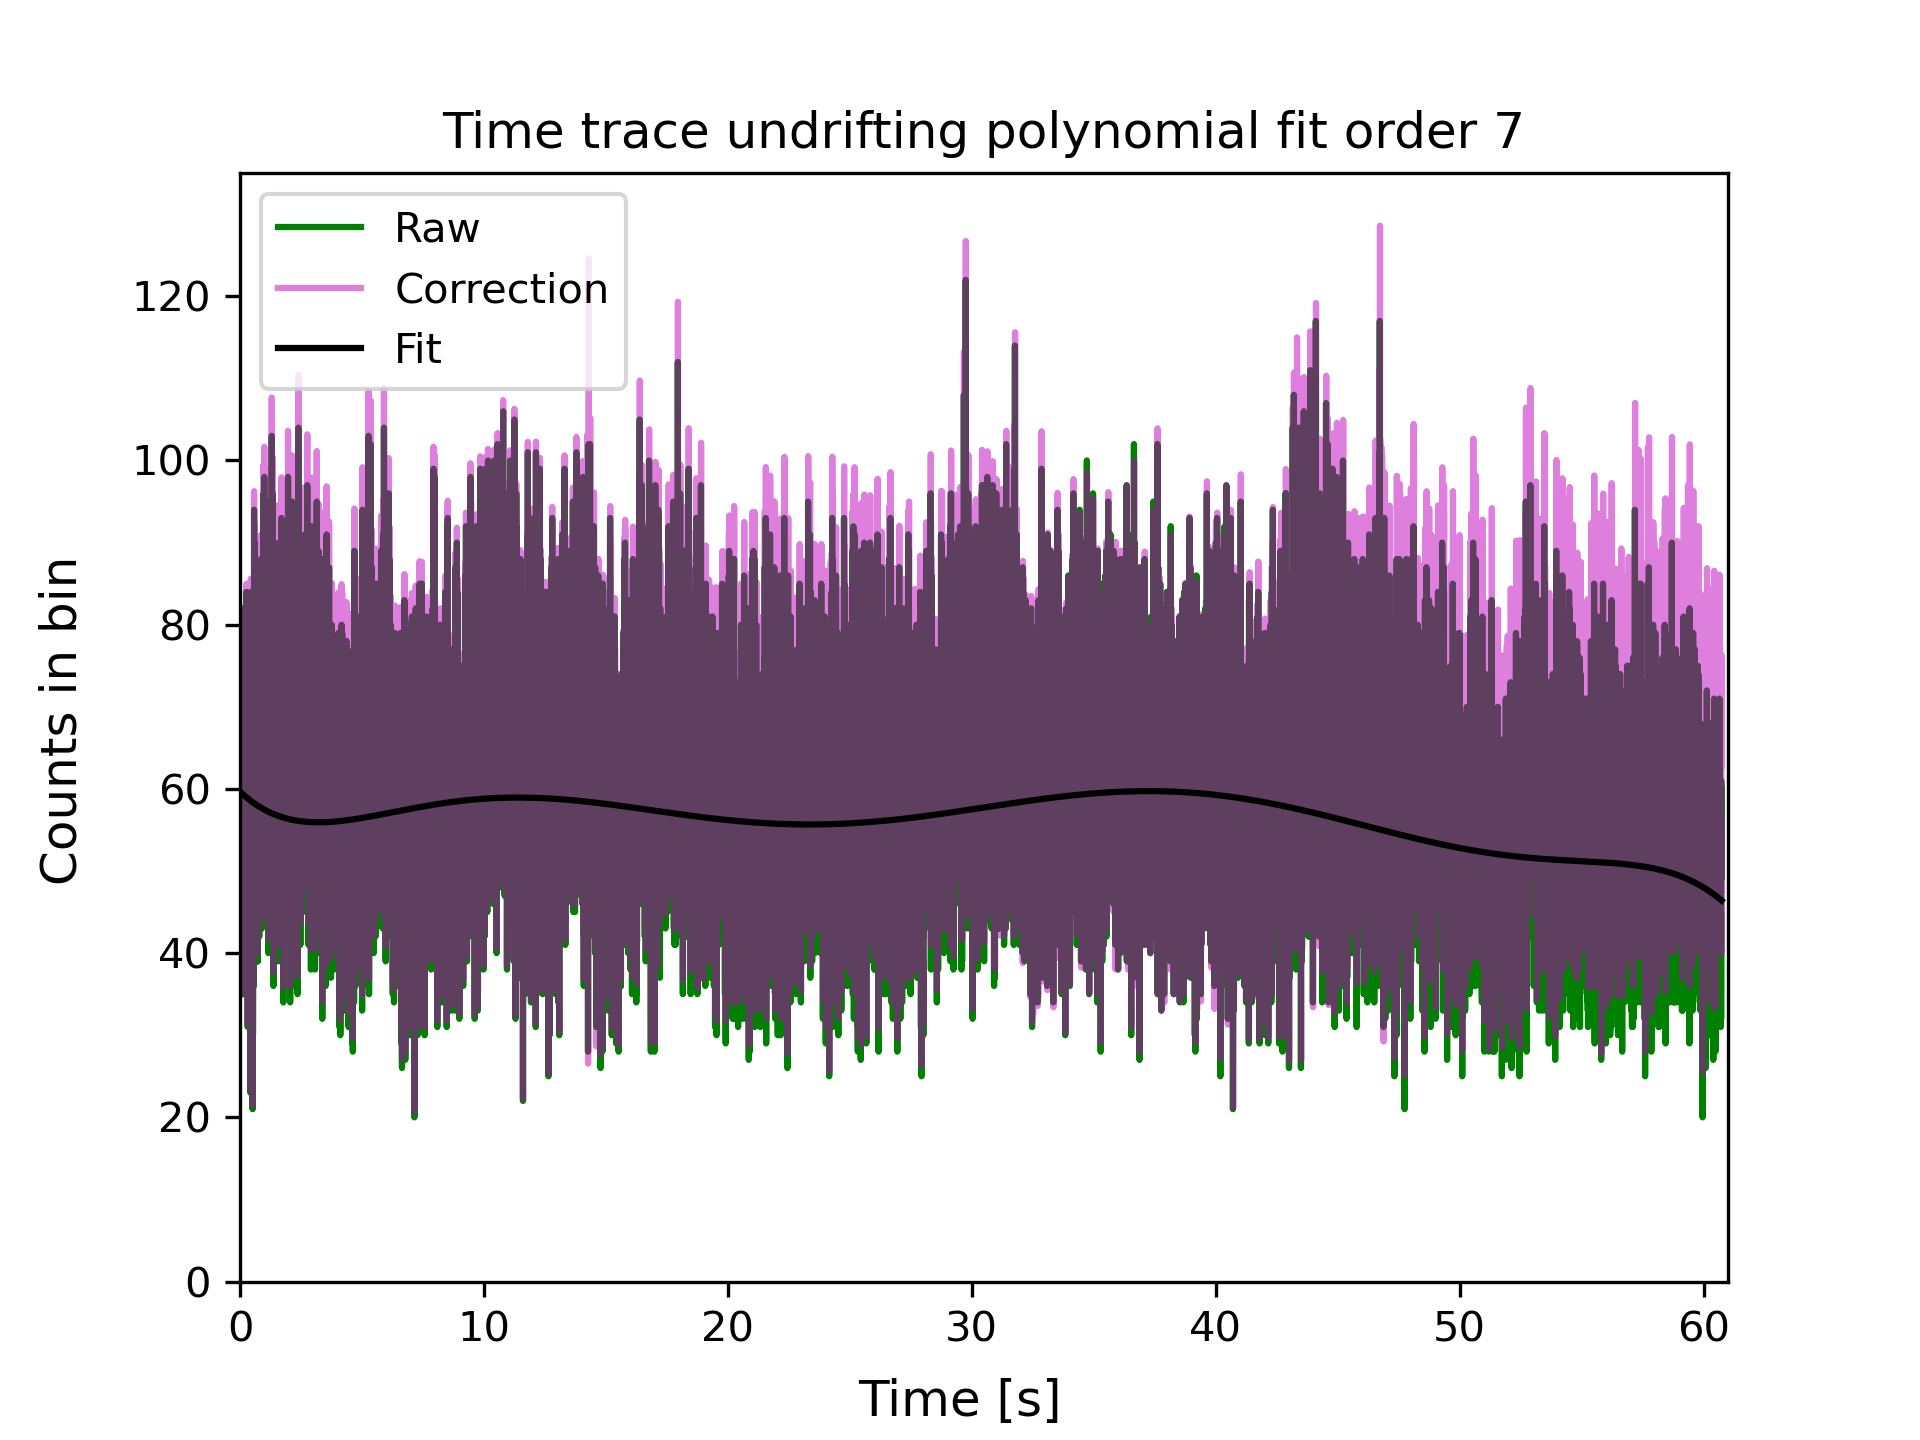 Time trace undrifting polynomial fit order 7
Raw
Correction
Fit
Counts in bin
120
100
80
60
40
20
0
0 10 20 30 40 50 60
Time [s]